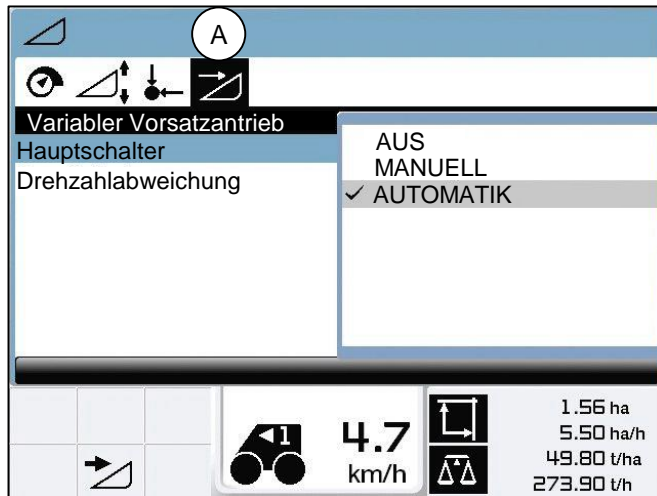 A
Variabler Vorsatzantrieb
Hauptschalter
Drehzahlabweichung
AUS
MANUELL
✓ AUTOMATIK
1
4.7
km/h
1.56 ha
5.50 ha/h
49.80 t/ha
273.90 t/h